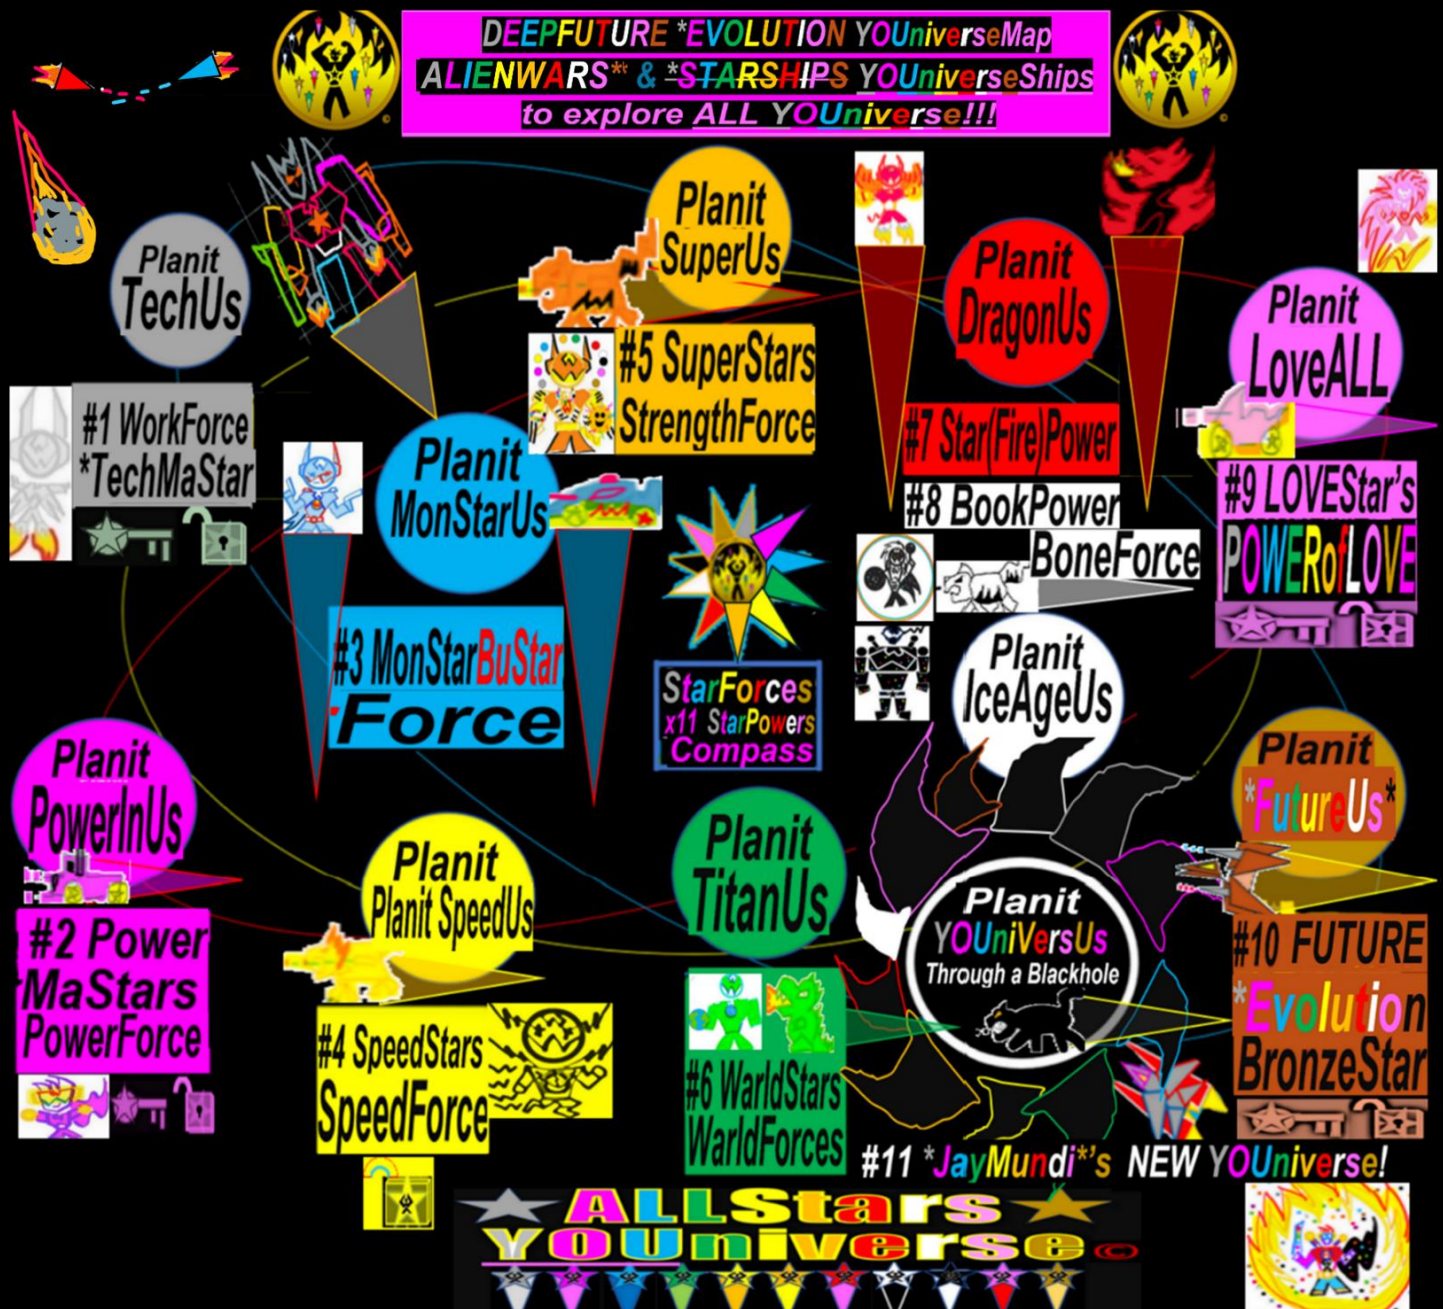 DEEPFUTURE *EVOLUTION YOUniverseMap
ALIENWARS* & *STARSHIPS YOUniverseShips
to explore ALL YOUniverse!!!
©
©
Planit
TechUs
Planit
SuperUs
Planit
DragonUs
Planit
LoveALL
#1 WorkForce
*TechMaStar
#5 SuperStars
StrengthForce
Planit
MonStarUs
#7 Star(Fire)Power
#8 BookPower
BoneForce
#9 LOVEStar's
POWERofLOVE
#3 MonStarBuStar
Force
StarForces
x11 StarPowers
Compass
Planit
IceAgeUs
Planit
PowerInUs
Planit
*FutureUs*
Planit
Planit SpeedUs
Planit
TitanUs
Planit
YOUniVersUs
Through a Blackhole
#2 Power
MaStars
PowerForce
#4 SpeedStars
SpeedForce
#6 WarldStars
WarldForces
#10 FUTURE
*Evolution
BronzeStar
#11 *JayMundi*'s NEW YOUniverse!
ALLStars
YOUniverse©